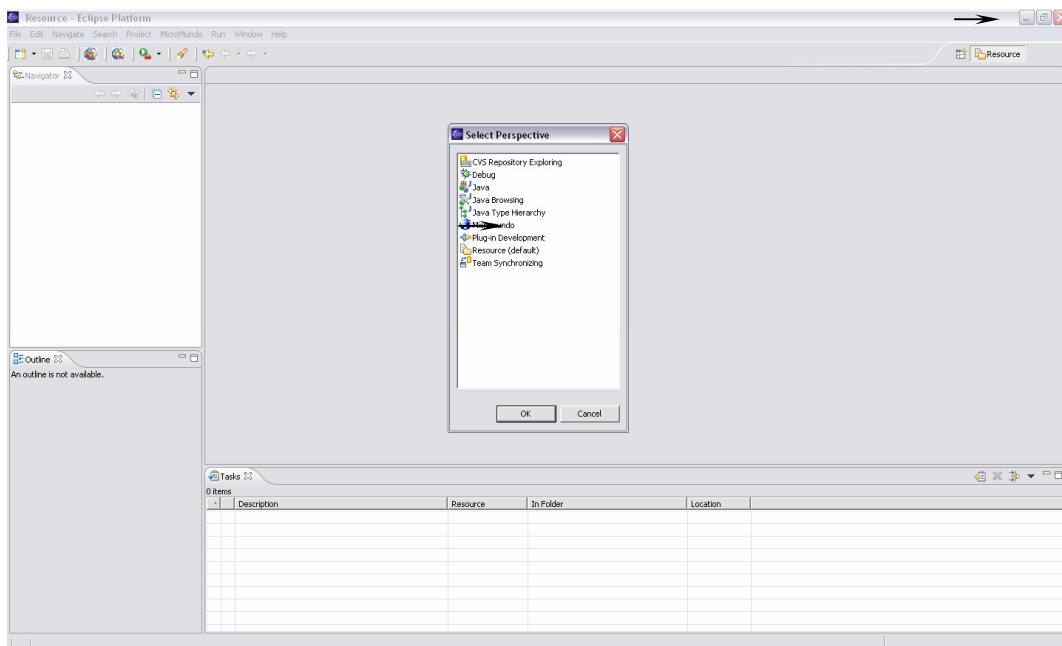 Resource - Eclipse Platform
File Edit Navigate Search Project MicroMundo Run Window Help
Resource
Navigator
Outline
An outline is not available.
Select Perspective
CVS Repository Exploring
Debug
Java
Java Browsing
Java Type Hierarchy
Plug-in Development
Resource (default)
Team Synchronizing
OK Cancel
Tasks
0 items
Description Resource In Folder Location